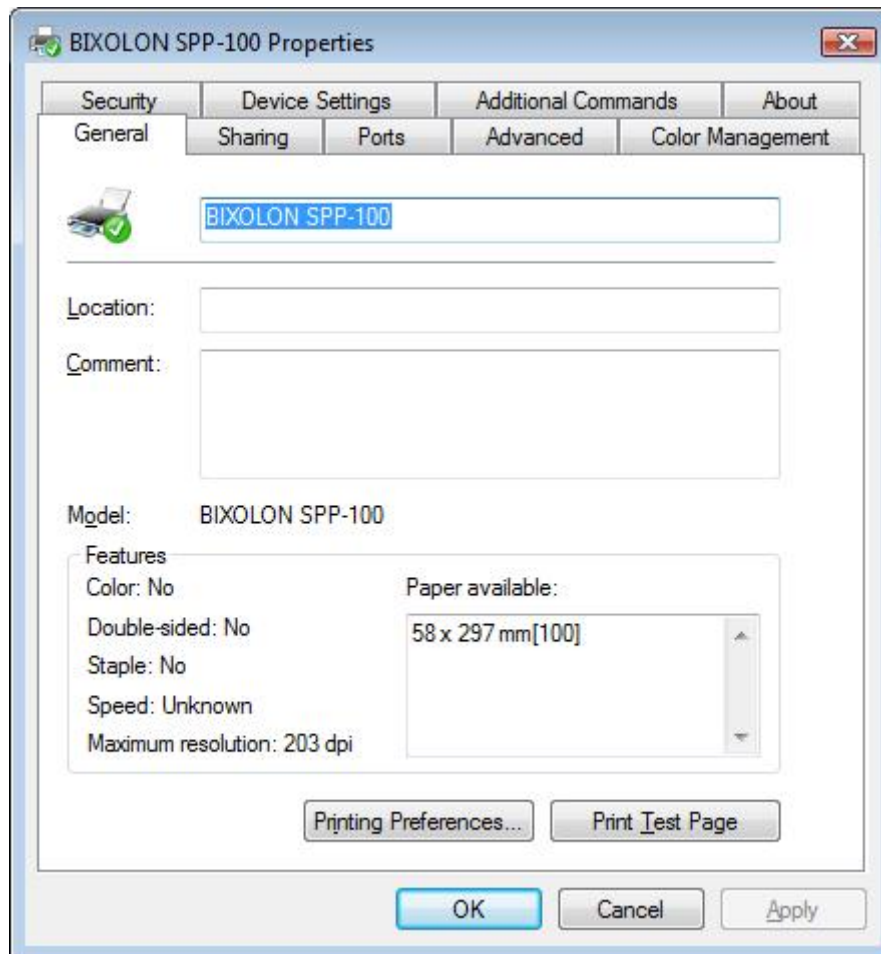 BIXOLON SPP-100 Properties
Security Device Settings Additional Commands About
General Sharing Ports Advanced Color Management
BIXOLON SPP-100
Location:
Comment:
Model: BIXOLON SPP-100
Features
Color: No Paper available:
Double-sided: No 58 x 297 mm[100]
Staple: No
Speed: Unknown
Maximum resolution: 203 dpi
Printing Preferences... Print Test Page
OK Cancel Apply